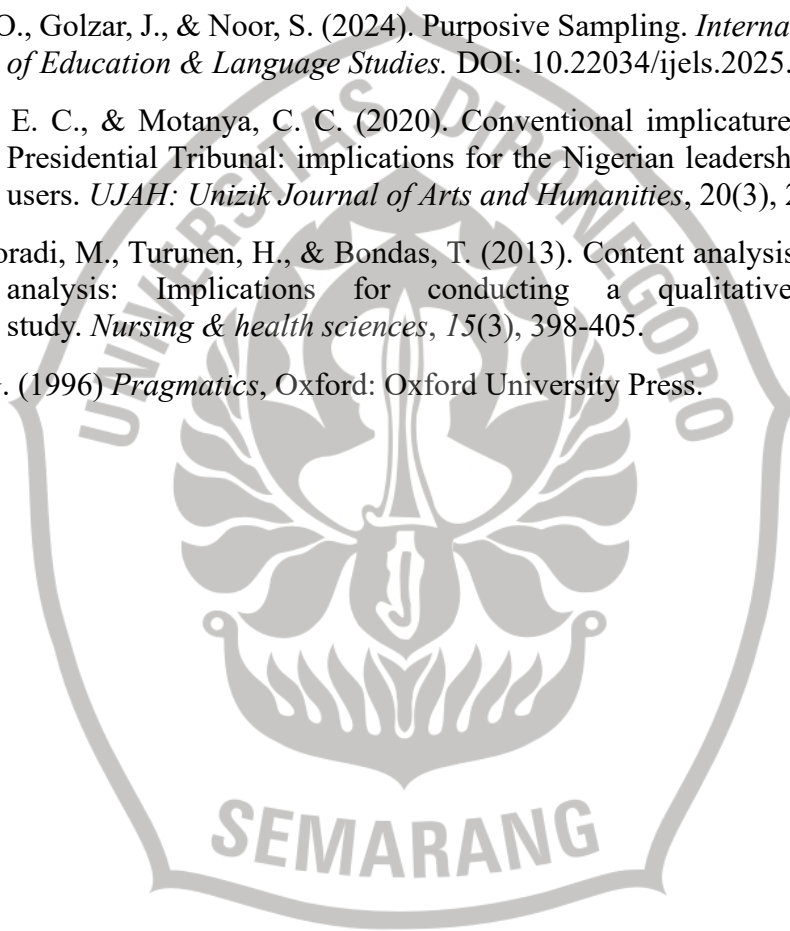 O., Golzar, J., & Noor, S. (2024). Purposive Sampling. Interna
of Education & Language Studies. DOI: 10.22034/ijels.2025.
E. C., & Motanya, C. C. (2020). Conventional implicature
Presidential Tribunal: implications for the Nigerian leadersh
users. UJAH: Unizik Journal of Arts and Humanities, 20(3), 2
oradi, M., Turunen, H., & Bondas, T. (2013). Content analysis
analysis: Implications for conducting a qualitative
study. Nursing & health sciences, 15(3), 398-405.
. (1996) Pragmatics, Oxford: Oxford University Press.
UNIVERSITAS DIPONEGORO
SEMARANG